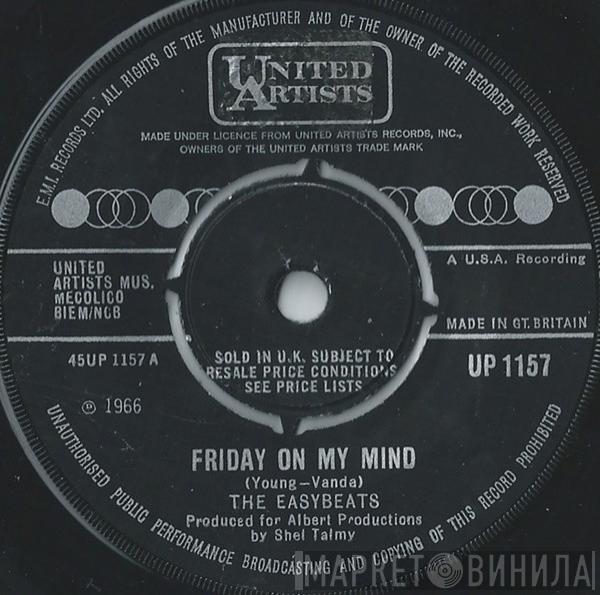 E.M.I. RECORDS LTD. ALL RIGHTS OF THE MANUFACTURER AND OF THE OWNER OF THE RECORDED WORK RESERVED
UNITED
ARTISTS
MADE UNDER LICENCE FROM UNITED ARTISTS RECORDS, INC.,
OWNERS OF THE UNITED ARTISTS TRADE MARK
UNITED
ARTISTS MUS.
MECOLICO
BIEM/NCB
A U.S.A. Recording
MADE IN GT. BRITAIN
45UP 1157 A
SOLD IN U.K. SUBJECT TO
RESALE PRICE CONDITIONS
SEE PRICE LISTS
UP 1157
℗ 1966
FRIDAY ON MY MIND
(Young-Vanda)
THE EASYBEATS
Produced for Albert Productions
by Shel Talmy
UNAUTHORISED PUBLIC PERFORMANCE BROADCASTING AND COPYING OF THIS RECORD PROHIBITED
МАРКЕТ ВИНИЛА